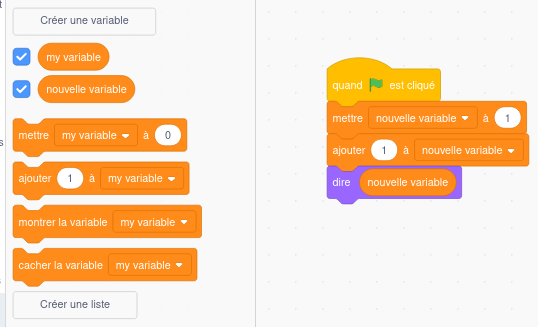 Créer une variable
my variable
nouvelle variable
mettre my variable à 0
ajouter 1 à my variable
montrer la variable my variable
cacher la variable my variable
Créer une liste
quand est cliqué
mettre nouvelle variable à 1
ajouter 1 à nouvelle variable
dire nouvelle variable